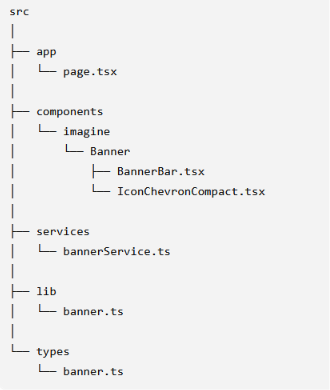 src
│
├── app
│   └── page.tsx
│
├── components
│   └── imagine
│       └── Banner
│           ├── BannerBar.tsx
│           └── IconChevronCompact.tsx
│
├── services
│   └── bannerService.ts
│
├── lib
│   └── banner.ts
│
└── types
    └── banner.ts